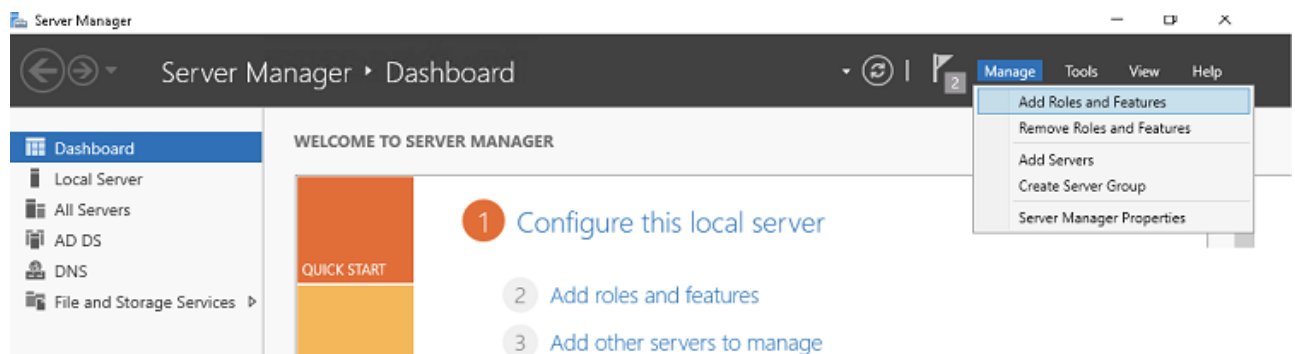 Server Manager
Server Manager ‣ Dashboard
2
Manage Tools View Help
Add Roles and Features
Remove Roles and Features
Add Servers
Create Server Group
Server Manager Properties
Dashboard
Local Server
All Servers
AD DS
DNS
File and Storage Services
WELCOME TO SERVER MANAGER
QUICK START
1 Configure this local server
2 Add roles and features
3 Add other servers to manage